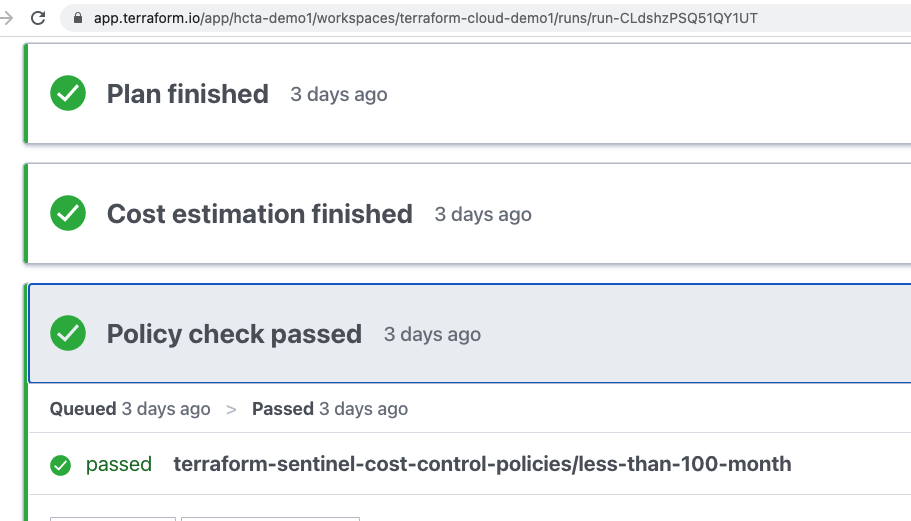 app.terraform.io/app/hcta-demo1/workspaces/terraform-cloud-demo1/runs/run-CLdshzPSQ51QY1UT
Plan finished 3 days ago
Cost estimation finished 3 days ago
Policy check passed 3 days ago
Queued 3 days ago > Passed 3 days ago
passed terraform-sentinel-cost-control-policies/less-than-100-month